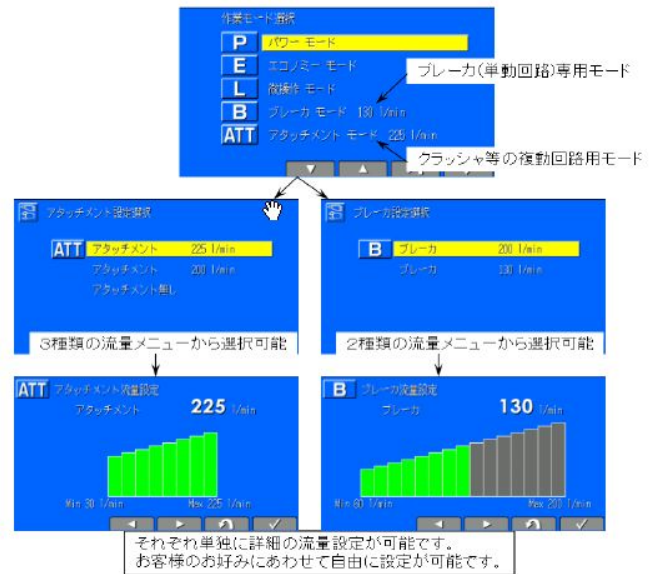 作業モード選択
P パワー モード
E エコノミー モード
L 微操作 モード
B ブレーカ モード 130 l/min
ATT アタッチメント モード 225 l/min
ブレーカ(単動回路)専用モード
クラッシャ等の複動回路用モード
アタッチメント設定選択
ATT アタッチメント 225 l/min
アタッチメント 200 l/min
アタッチメント無し
3種類の流量メニューから選択可能
ブレーカ設定選択
B ブレーカ 200 l/min
ブレーカ 130 l/min
2種類の流量メニューから選択可能
ATT アタッチメント流量設定
アタッチメント 225 l/min
Min 30 l/min Max 225 l/min
B ブレーカ流量設定
ブレーカ 130 l/min
Min 60 l/min Max 200 l/min
それぞれ単独に詳細の流量設定が可能です。
お客様のお好みにあわせて自由に設定が可能です。